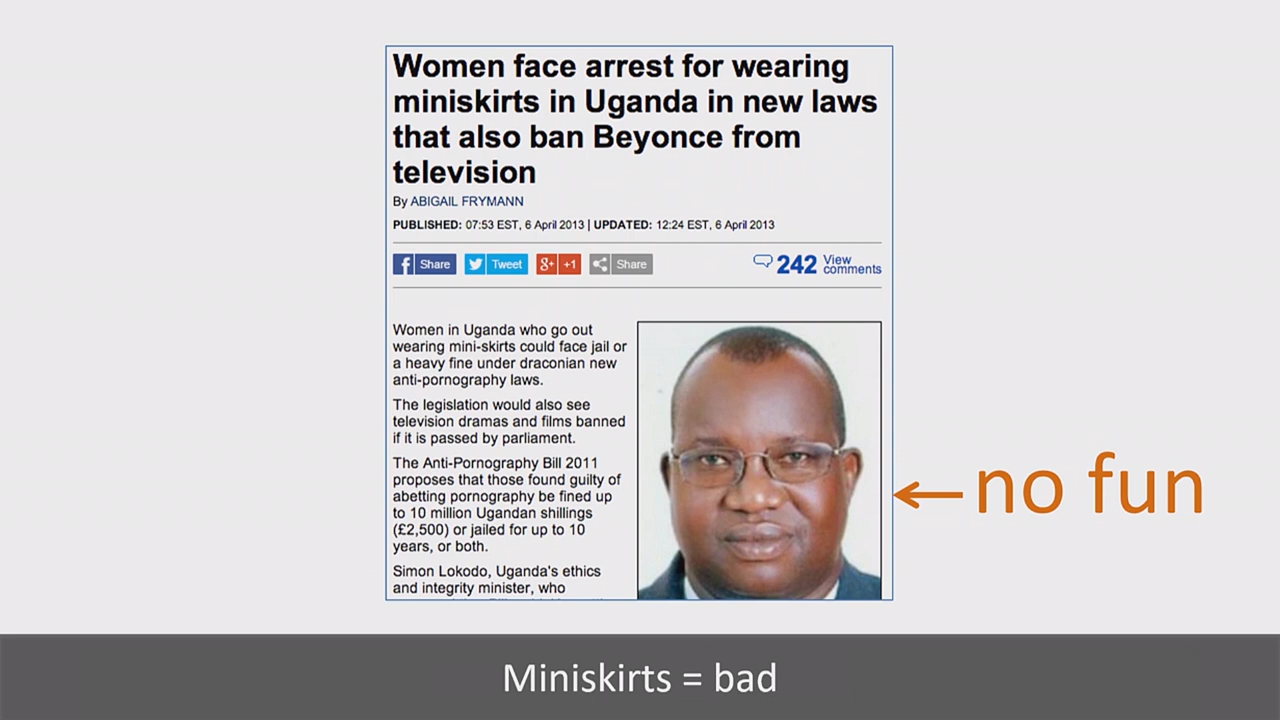 Women face arrest for wearing
miniskirts in Uganda in new laws
that also ban Beyonce from
television
By ABIGAIL FRYMANN
PUBLISHED: 07:53 EST, 6 April 2013 | UPDATED: 12:24 EST, 6 April 2013
f Share Tweet g+ +1 Share 242 View comments
Women in Uganda who go out
wearing mini-skirts could face jail or
a heavy fine under draconian new
anti-pornography laws.
The legislation would also see
television dramas and films banned
if it is passed by parliament.
The Anti-Pornography Bill 2011
proposes that those found guilty of
abetting pornography be fined up
to 10 million Ugandan shillings
(£2,500) or jailed for up to 10
years, or both.
Simon Lokodo, Uganda's ethics
and integrity minister, who
no fun
Miniskirts = bad